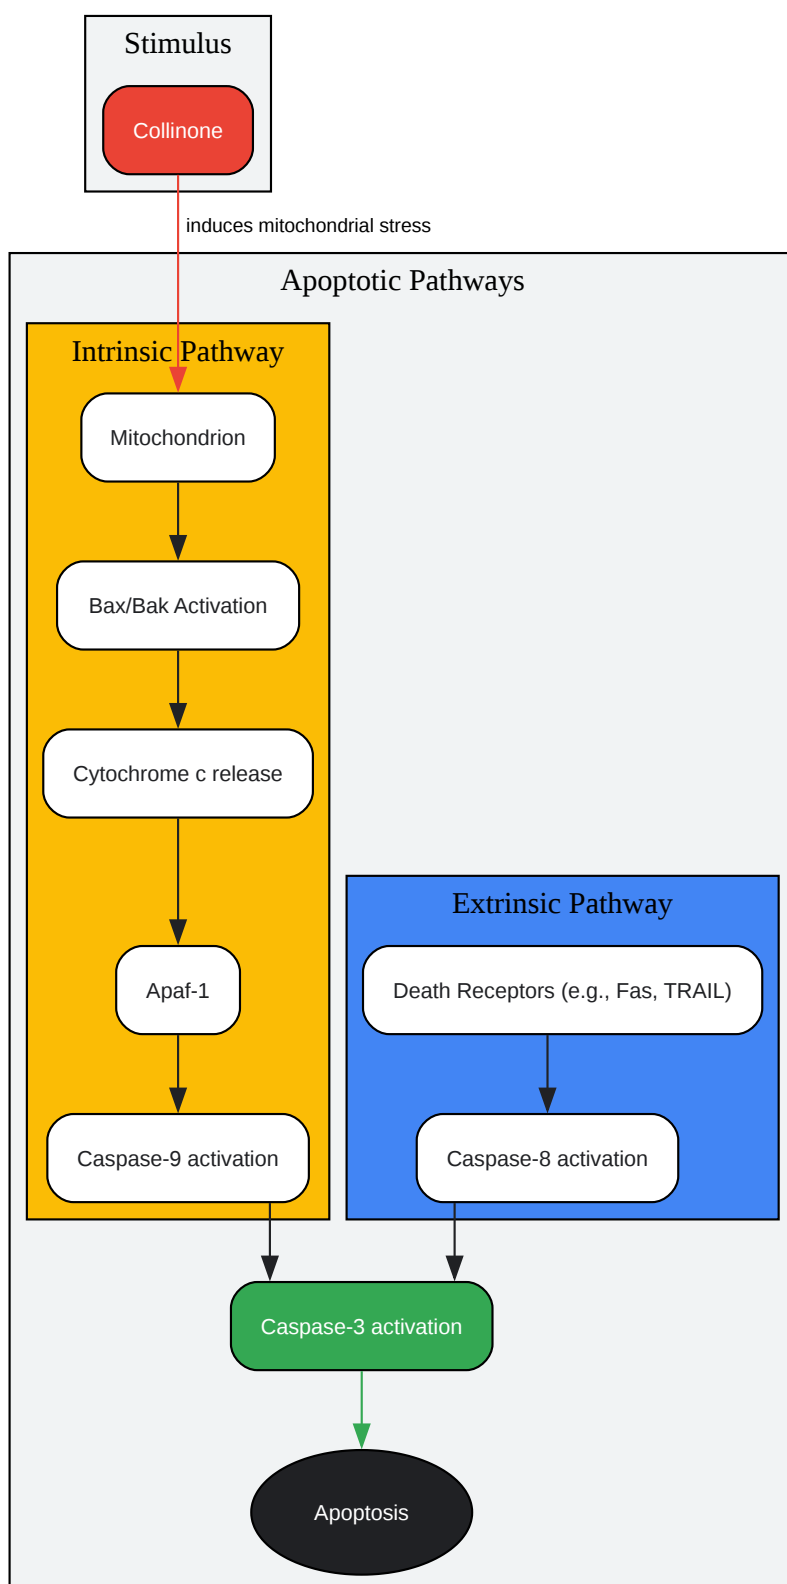 Stimulus
Collinone
induces mitochondrial stress
Apoptotic Pathways
Intrinsic Pathway
Mitochondrion
Bax/Bak Activation
Cytochrome c release
Extrinsic Pathway
Apaf-1
Death Receptors (e.g., Fas, TRAIL)
Caspase-9 activation
Caspase-8 activation
Caspase-3 activation
Apoptosis